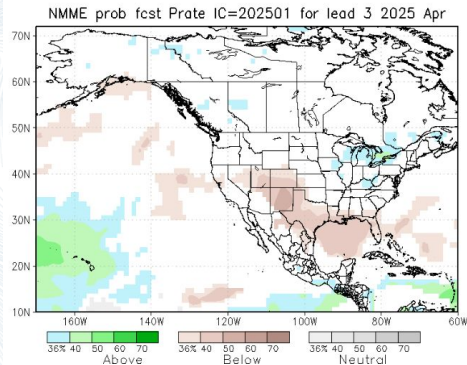 NMME prob fcst Prate IC=202501 for lead 3 2025 Apr
70N
60N
50N
40N
30N
20N
10N
160W 140W 120W 100W 80W 60W
36% 40 50 60 70 36% 40 50 60 70 36% 40 50 60 70
Above Below Neutral